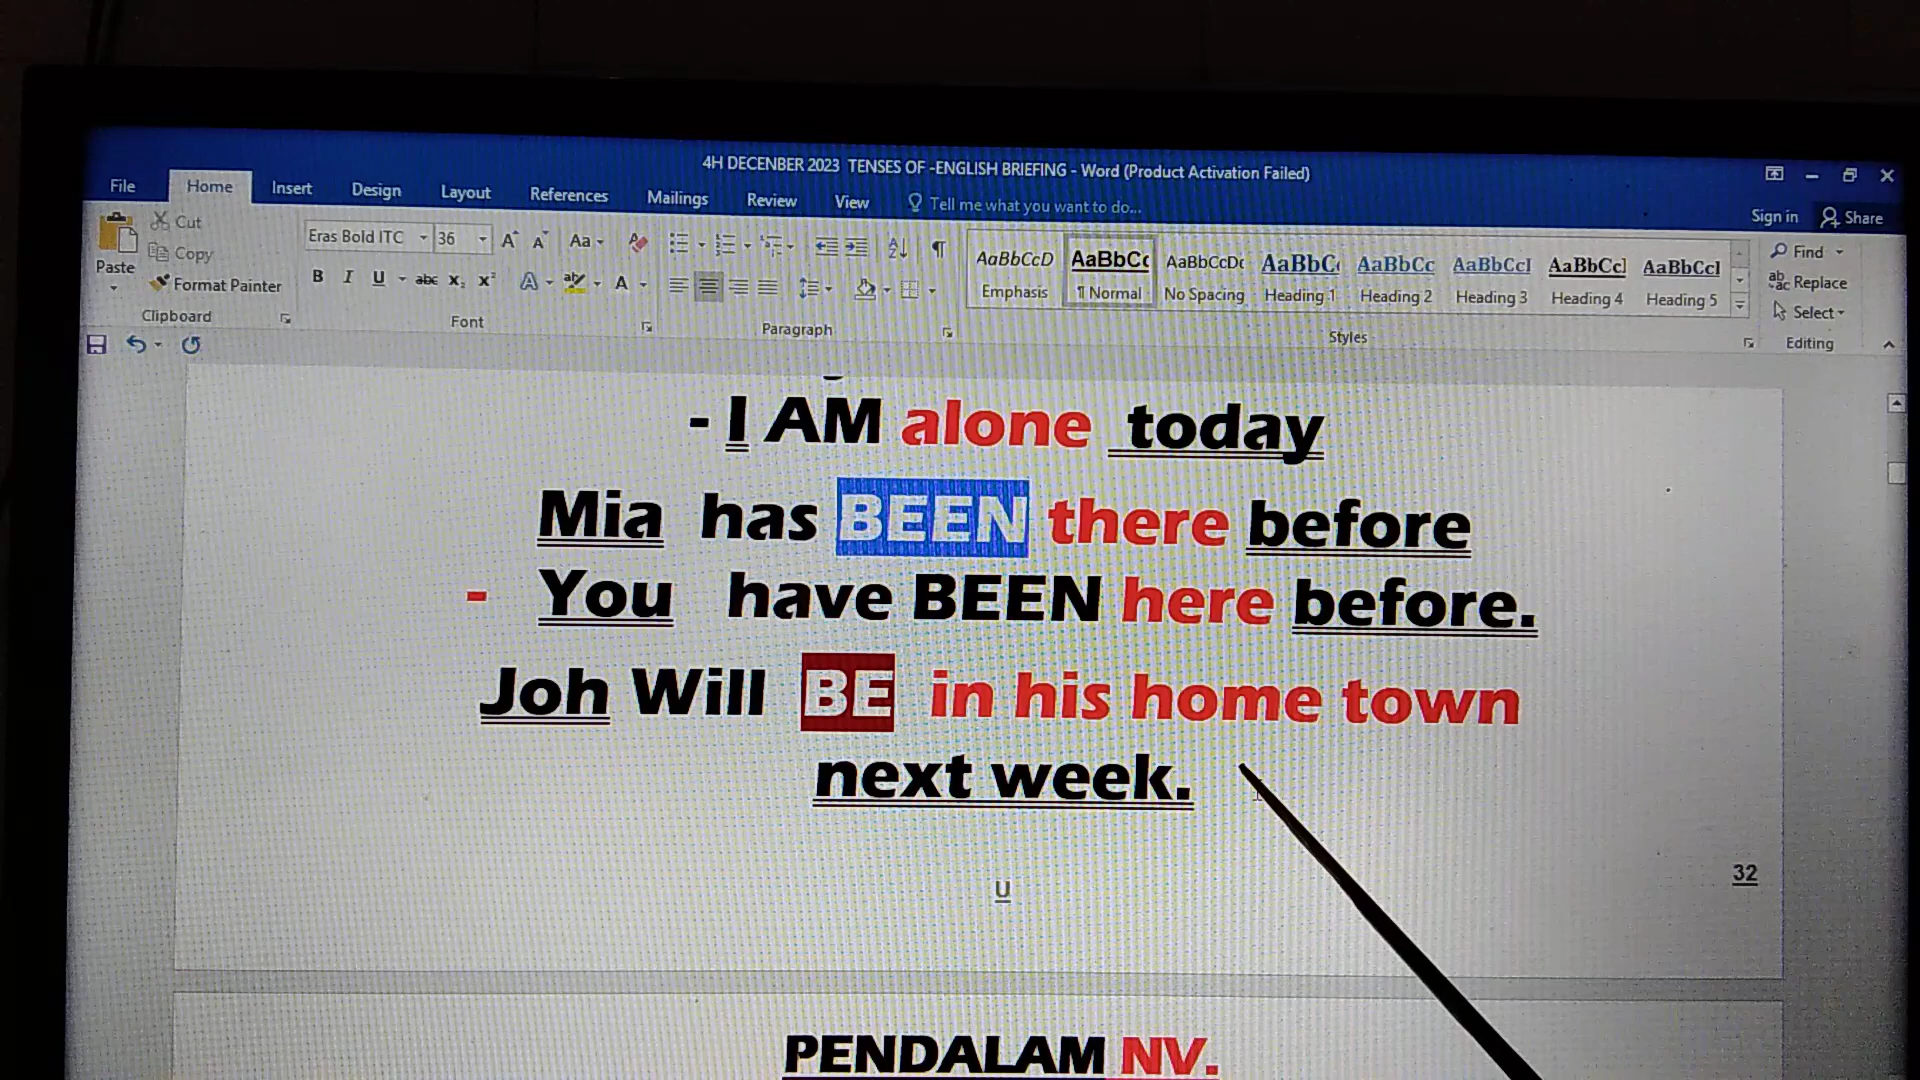 4H DECENBER 2023 TENSES OF -ENGLISH BRIEFING - Word (Product Activation Failed)
File Home Insert Design Layout References Mailings Review View Tell me what you want to do...
Sign in Share
Cut
Copy
Format Painter
Paste
Clipboard
Eras Bold ITC 36
Aa
B I U abc X₂ X²
A A
Font
Paragraph
AaBbCcD AaBbCc AaBbCcDc AaBbC AaBbCc AaBbCcI AaBbCcI AaBbCcI
Emphasis ¶ Normal No Spacing Heading 1 Heading 2 Heading 3 Heading 4 Heading 5
Styles
Find
Replace
Select
Editing
- I AM alone today
Mia has BEEN there before
- You have BEEN here before.
Joh Will BE in his home town
next week.
U
32
PENDALAM NV.